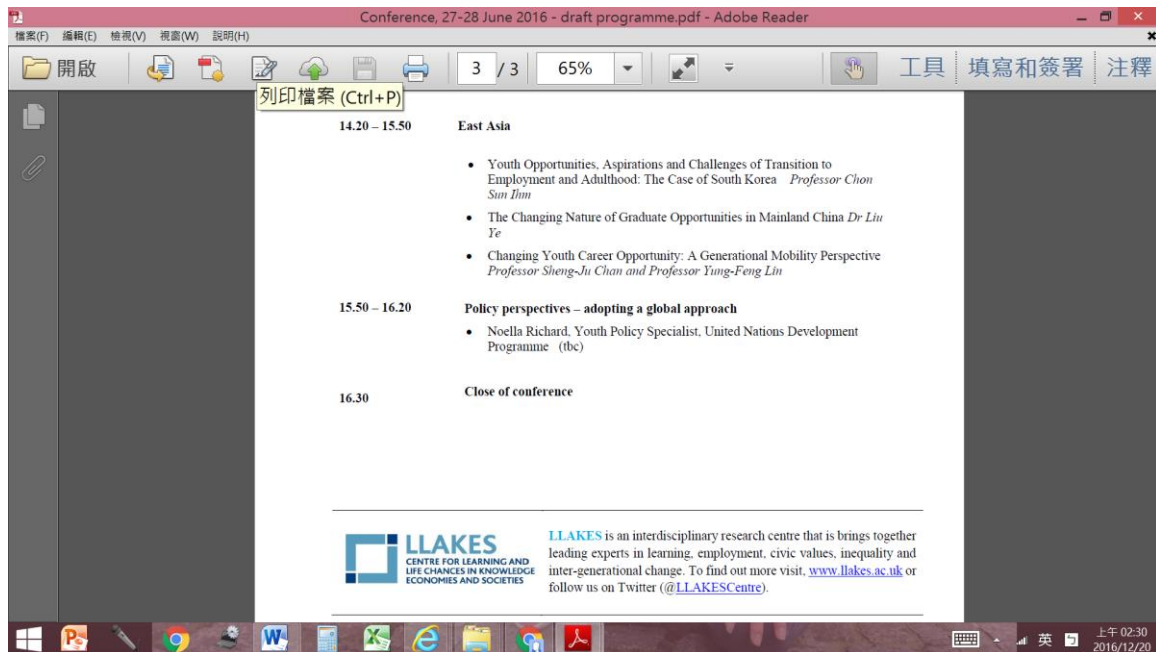 Conference, 27-28 June 2016 - draft programme.pdf - Adobe Reader
檔案(F) 編輯(E) 檢視(V) 視窗(W) 說明(H)
開啟 3 / 3 65% 工具 填寫和簽署 注釋
列印檔案 (Ctrl+P)
14.20 – 15.50 East Asia
• Youth Opportunities, Aspirations and Challenges of Transition to
Employment and Adulthood: The Case of South Korea Professor Chon
Sun Ihm
• The Changing Nature of Graduate Opportunities in Mainland China Dr Liu
Ye
• Changing Youth Career Opportunity: A Generational Mobility Perspective
Professor Sheng-Ju Chan and Professor Yung-Feng Lin
15.50 – 16.20 Policy perspectives – adopting a global approach
• Noella Richard, Youth Policy Specialist, United Nations Development
Programme (tbc)
16.30 Close of conference
LLAKES
CENTRE FOR LEARNING AND
LIFE CHANCES IN KNOWLEDGE
ECONOMIES AND SOCIETIES
LLAKES is an interdisciplinary research centre that is brings together
leading experts in learning, employment, civic values, inequality and
inter-generational change. To find out more visit, www.llakes.ac.uk or
follow us on Twitter (@LLAKESCentre).
英
上午 02:30
2016/12/20